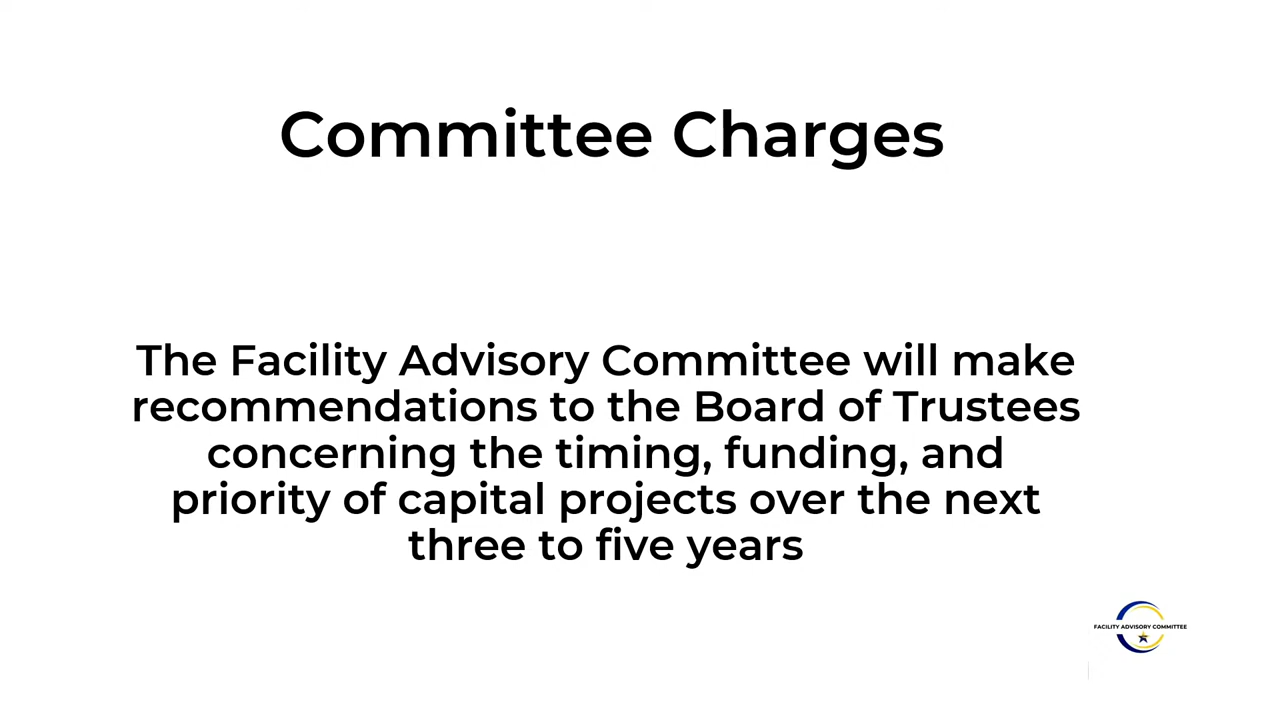 Committee Charges
The Facility Advisory Committee will make
recommendations to the Board of Trustees
concerning the timing, funding, and
priority of capital projects over the next
three to five years
FACILITY ADVISORY COMMITTEE